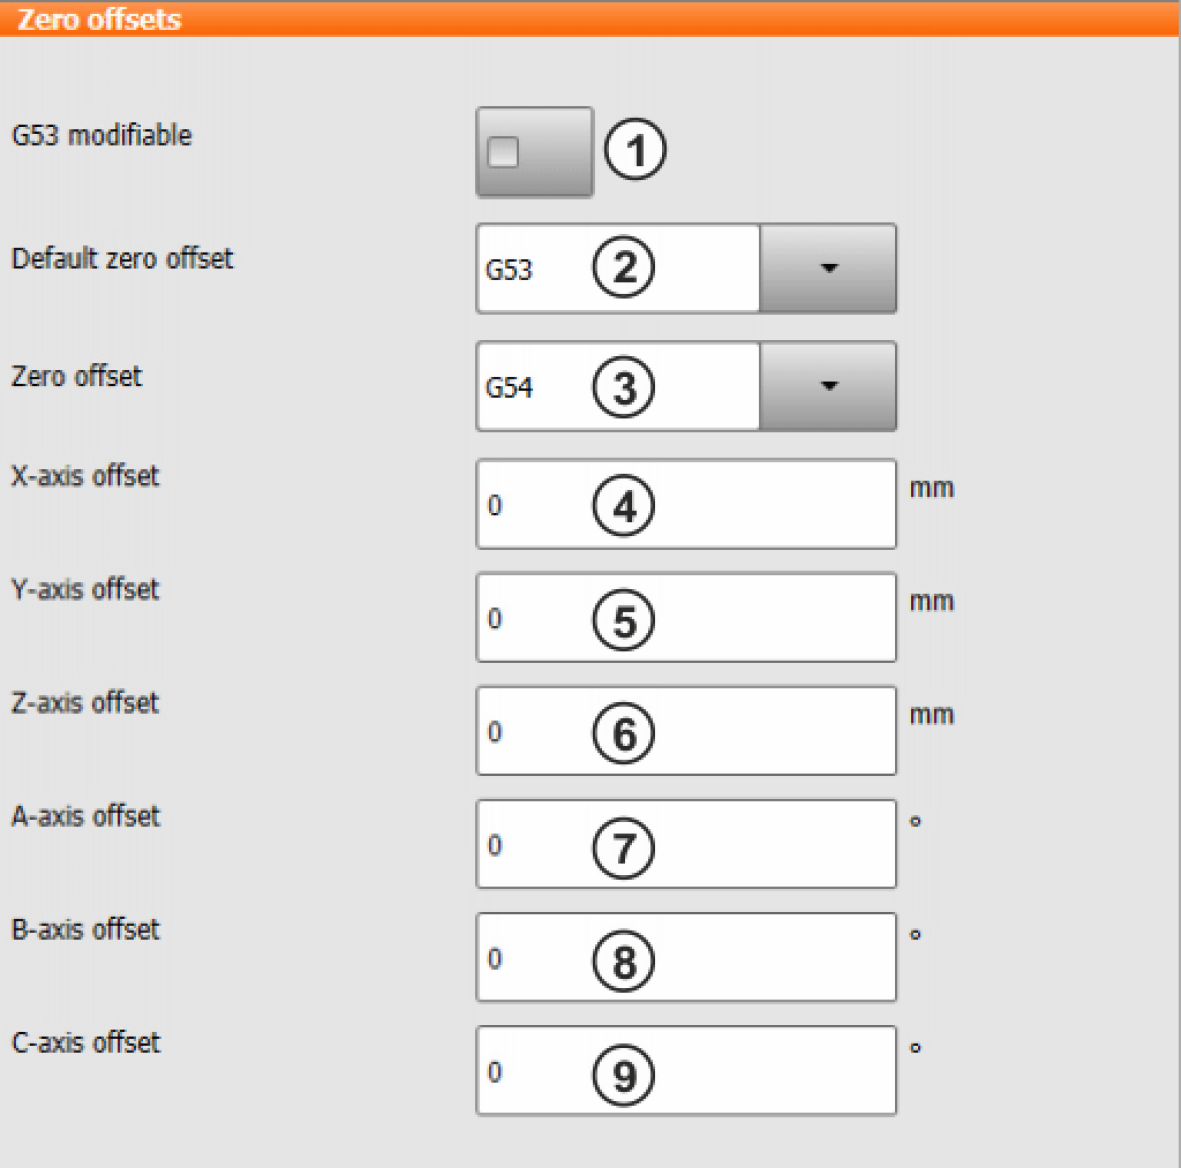 Zero offsets
G53 modifiable 1
Default zero offset G53 2
Zero offset G54 3
X-axis offset 0 4 mm
Y-axis offset 0 5 mm
Z-axis offset 0 6 mm
A-axis offset 0 7 °
B-axis offset 0 8 °
C-axis offset 0 9 °